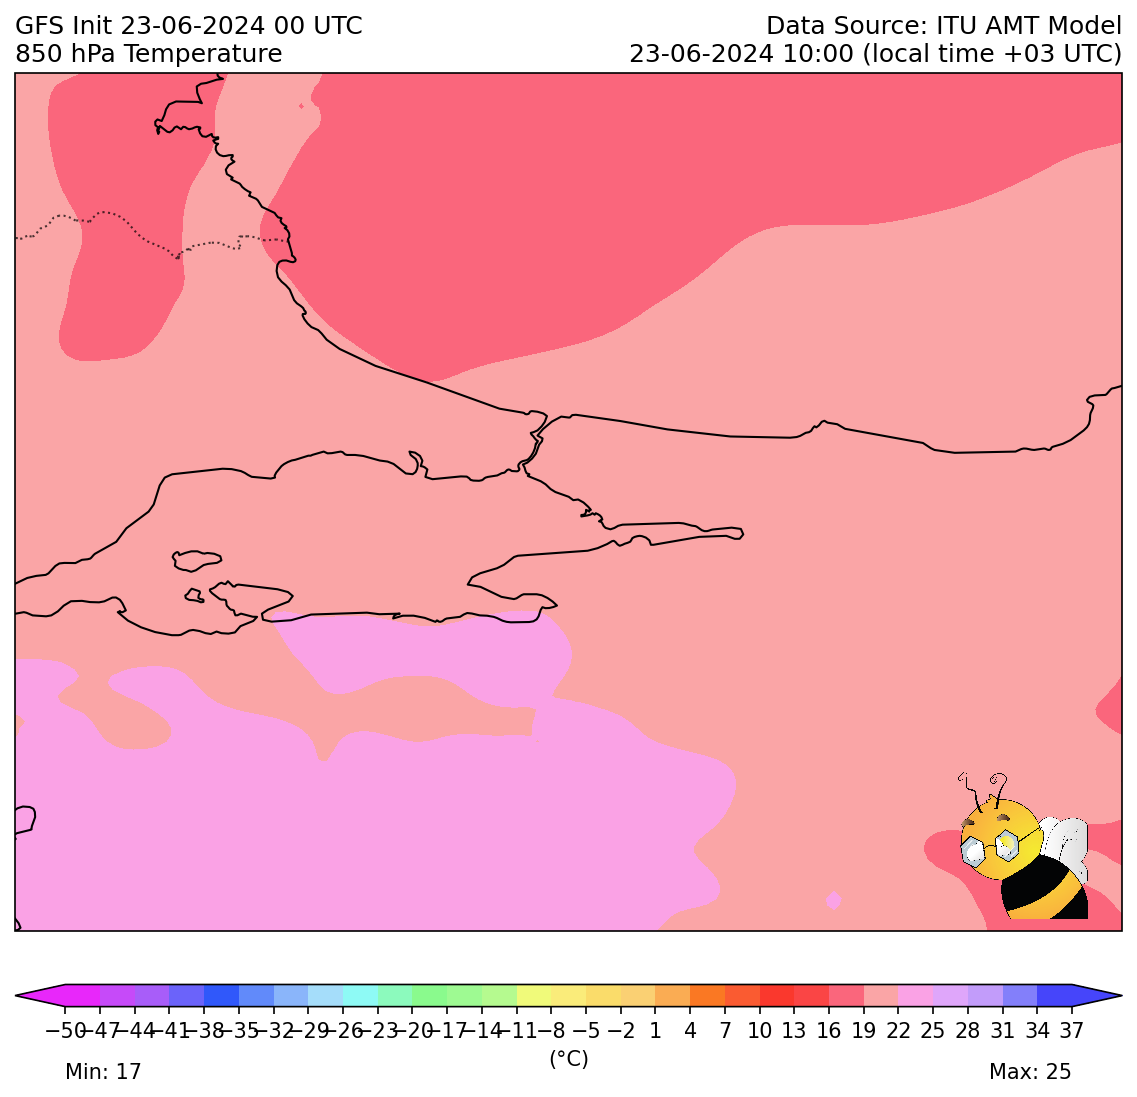 GFS Init 23-06-2024 00 UTC
Data Source: ITU AMT Model
850 hPa Temperature
23-06-2024 10:00 (local time +03 UTC)
−50 −47 −44 −41 −38 −35 −32 −29 −26 −23 −20 −17 −14 −11 −8 −5 −2 1 4 7 10 13 16 19 22 25 28 31 34 37
(°C)
Min: 17
Max: 25